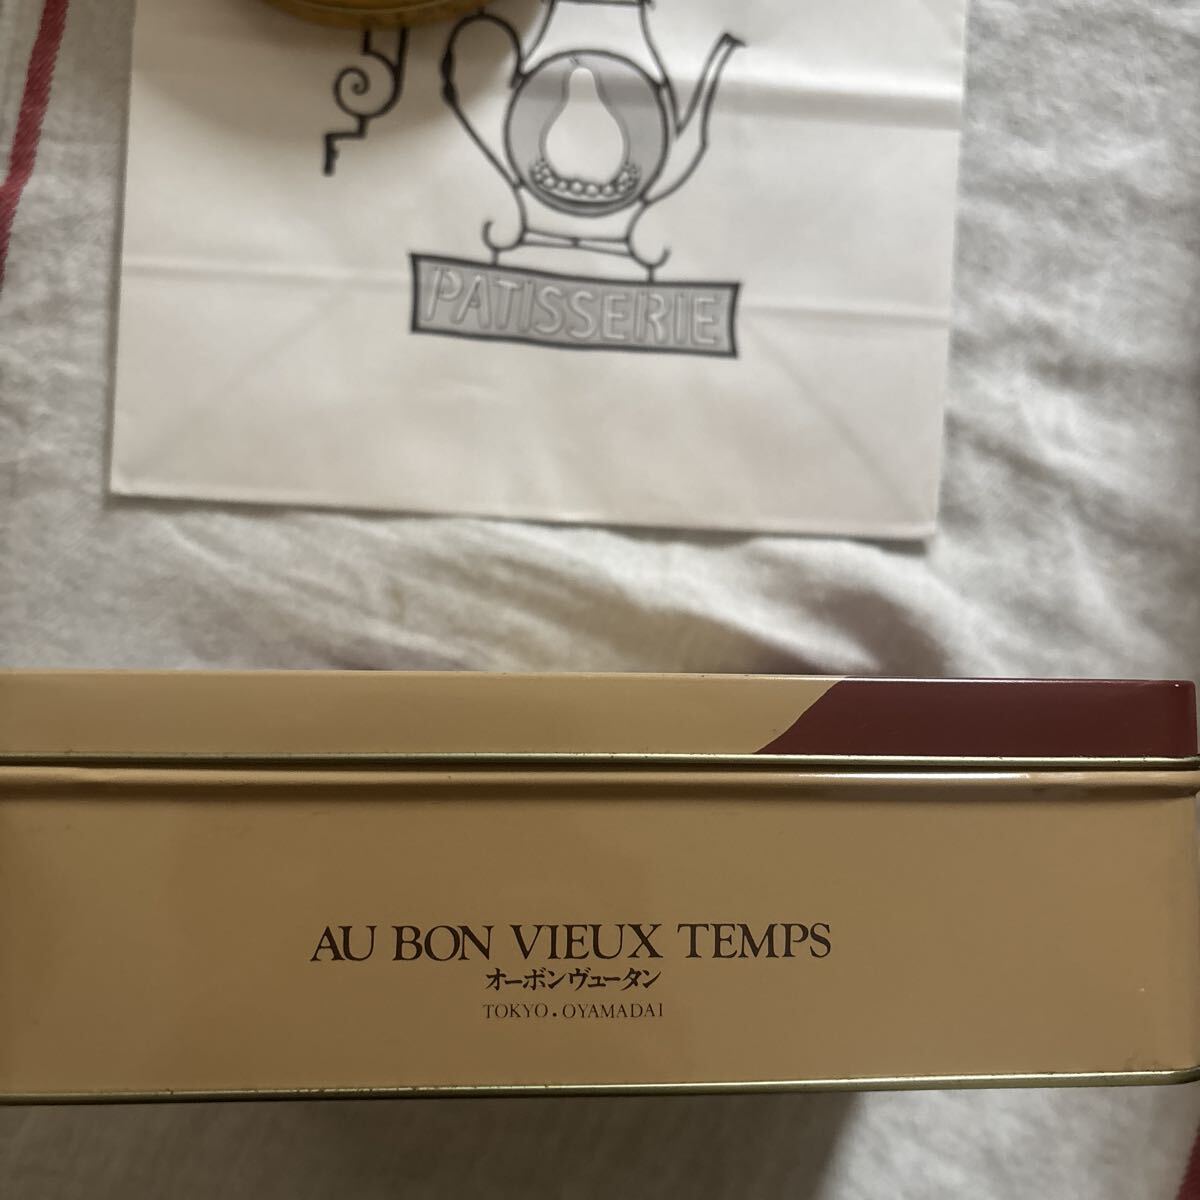 PATISSERIE
AU BON VIEUX TEMPS
オーボンヴュータン
TOKYO.OYAMADAI